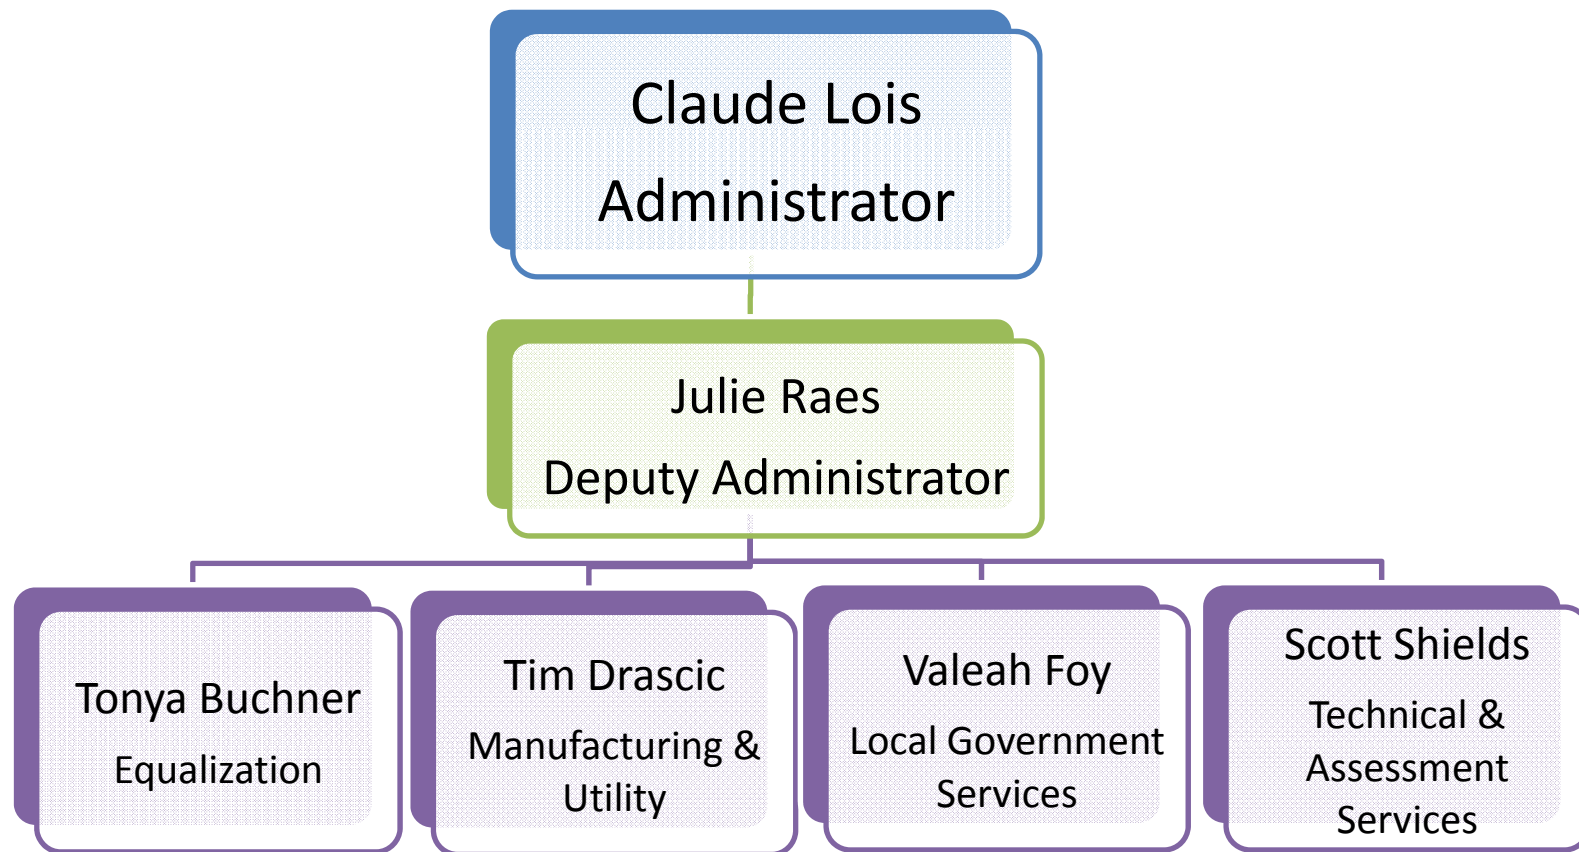 Claude Lois
Administrator
Julie Raes
Deputy Administrator
Tonya Buchner
Equalization
Tim Drascic
Manufacturing &
Utility
Valeah Foy
Local Government
Services
Scott Shields
Technical &
Assessment
Services